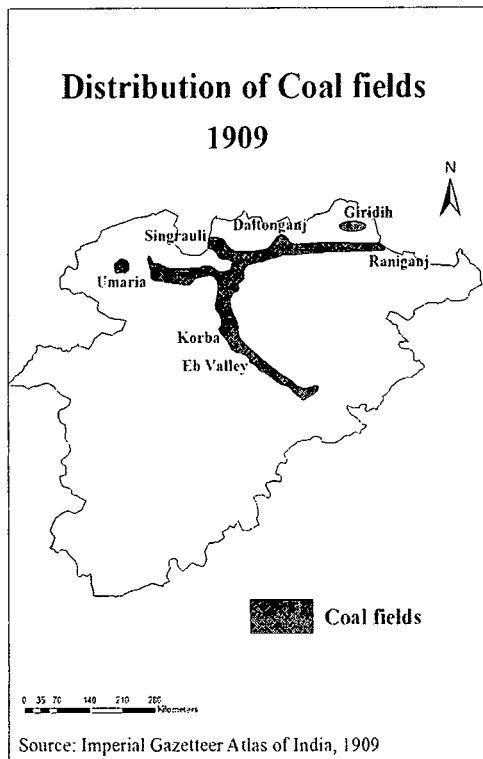 Distribution of Coal fields
1909
N
Giridih
Daltonganj
Singrauli
Raniganj
Umaria
Korba
Eb Valley
Coal fields
0 35 70 140 210 280
Kilometers
Source: Imperial Gazetteer Atlas of India, 1909